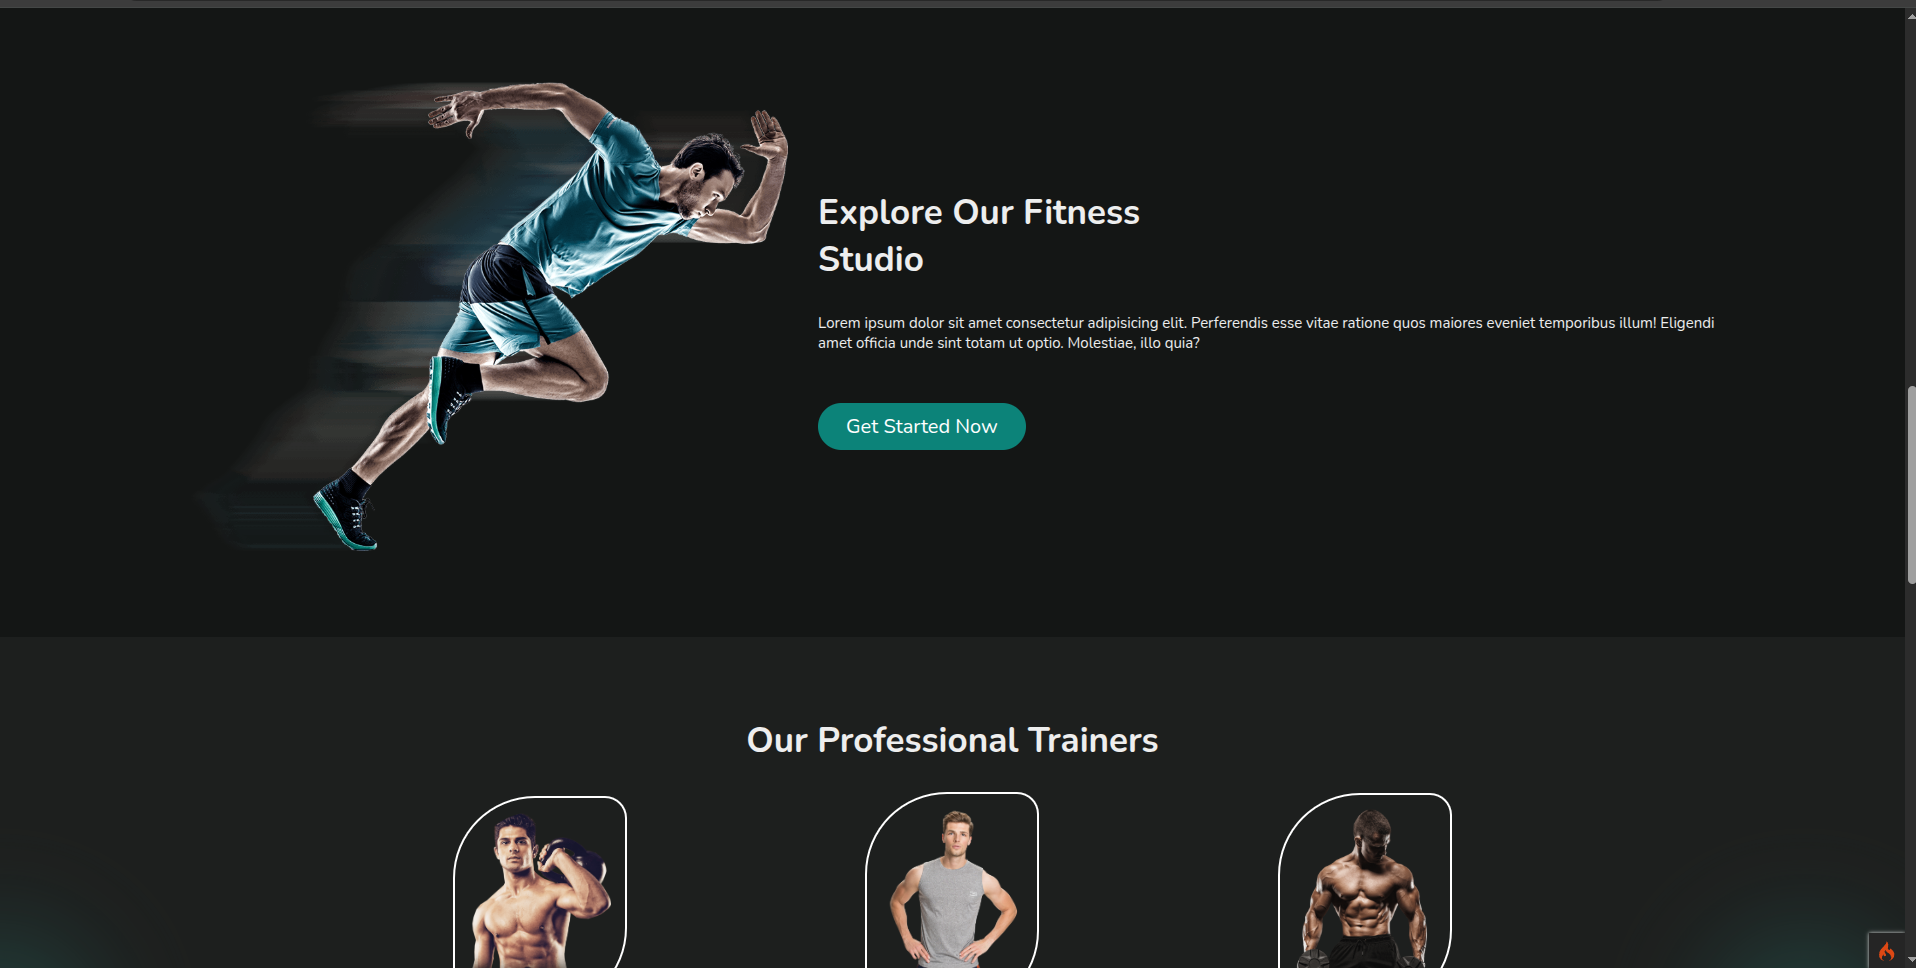 Explore Our Fitness
Studio
Lorem ipsum dolor sit amet consectetur adipisicing elit. Perferendis esse vitae ratione quos maiores eveniet temporibus illum! Eligendi
amet officia unde sint totam ut optio. Molestiae, illo quia?
Get Started Now
Our Professional Trainers